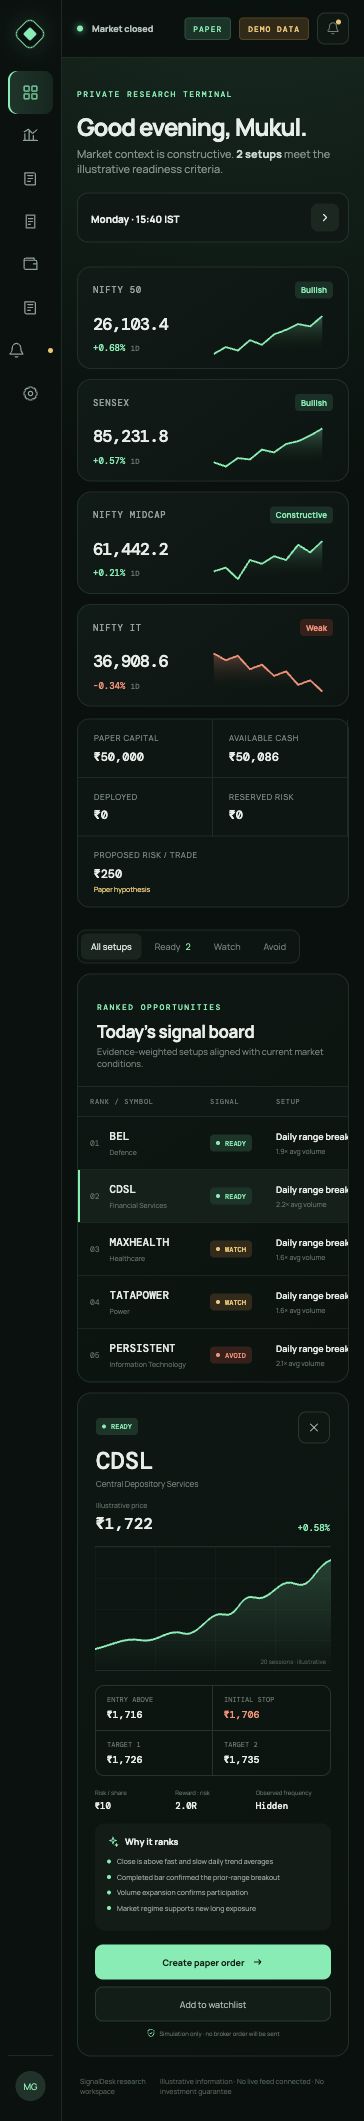 Market closed
PAPER
DEMO DATA
PRIVATE RESEARCH TERMINAL
Good evening, Mukul.
Market context is constructive. 2 setups meet the
illustrative readiness criteria.
Monday · 15:40 IST
NIFTY 50
Bullish
26,103.4
+0.68% 1D
SENSEX
Bullish
85,231.8
+0.57% 1D
NIFTY MIDCAP
Constructive
61,442.2
+0.21% 1D
NIFTY IT
Weak
36,908.6
-0.34% 1D
PAPER CAPITAL
₹50,000
AVAILABLE CASH
₹50,086
DEPLOYED
₹0
RESERVED RISK
₹0
PROPOSED RISK / TRADE
₹250
Paper hypothesis
All setups Ready 2 Watch Avoid
RANKED OPPORTUNITIES
Today's signal board
Evidence-weighted setups aligned with current market
conditions.
RANK / SYMBOL SIGNAL SETUP
01 BEL READY Daily range break
Defence 1.9× avg volume
02 CDSL READY Daily range break
Financial Services 2.2× avg volume
03 MAXHEALTH WATCH Daily range break
Healthcare 1.6× avg volume
04 TATAPOWER WATCH Daily range break
Power 1.6× avg volume
06 PERSISTENT AVOID Daily range break
Information Technology 2.1× avg volume
READY
CDSL
Central Depository Services
Illustrative price
₹1,722 +0.58%
20 sessions · illustrative
ENTRY ABOVE
₹1,716
INITIAL STOP
₹1,706
TARGET 1
₹1,726
TARGET 2
₹1,735
Risk / share Reward : risk Observed frequency
₹10 2.0R Hidden
Why it ranks
Close is above fast and slow daily trend averages
Completed bar confirmed the prior-range breakout
Volume expansion confirms participation
Market regime supports new long exposure
Create paper order →
Add to watchlist
Simulation only · no broker order will be sent
MG
SignalDesk research
workspace
Illustrative information · No live feed connected · No
investment guarantee